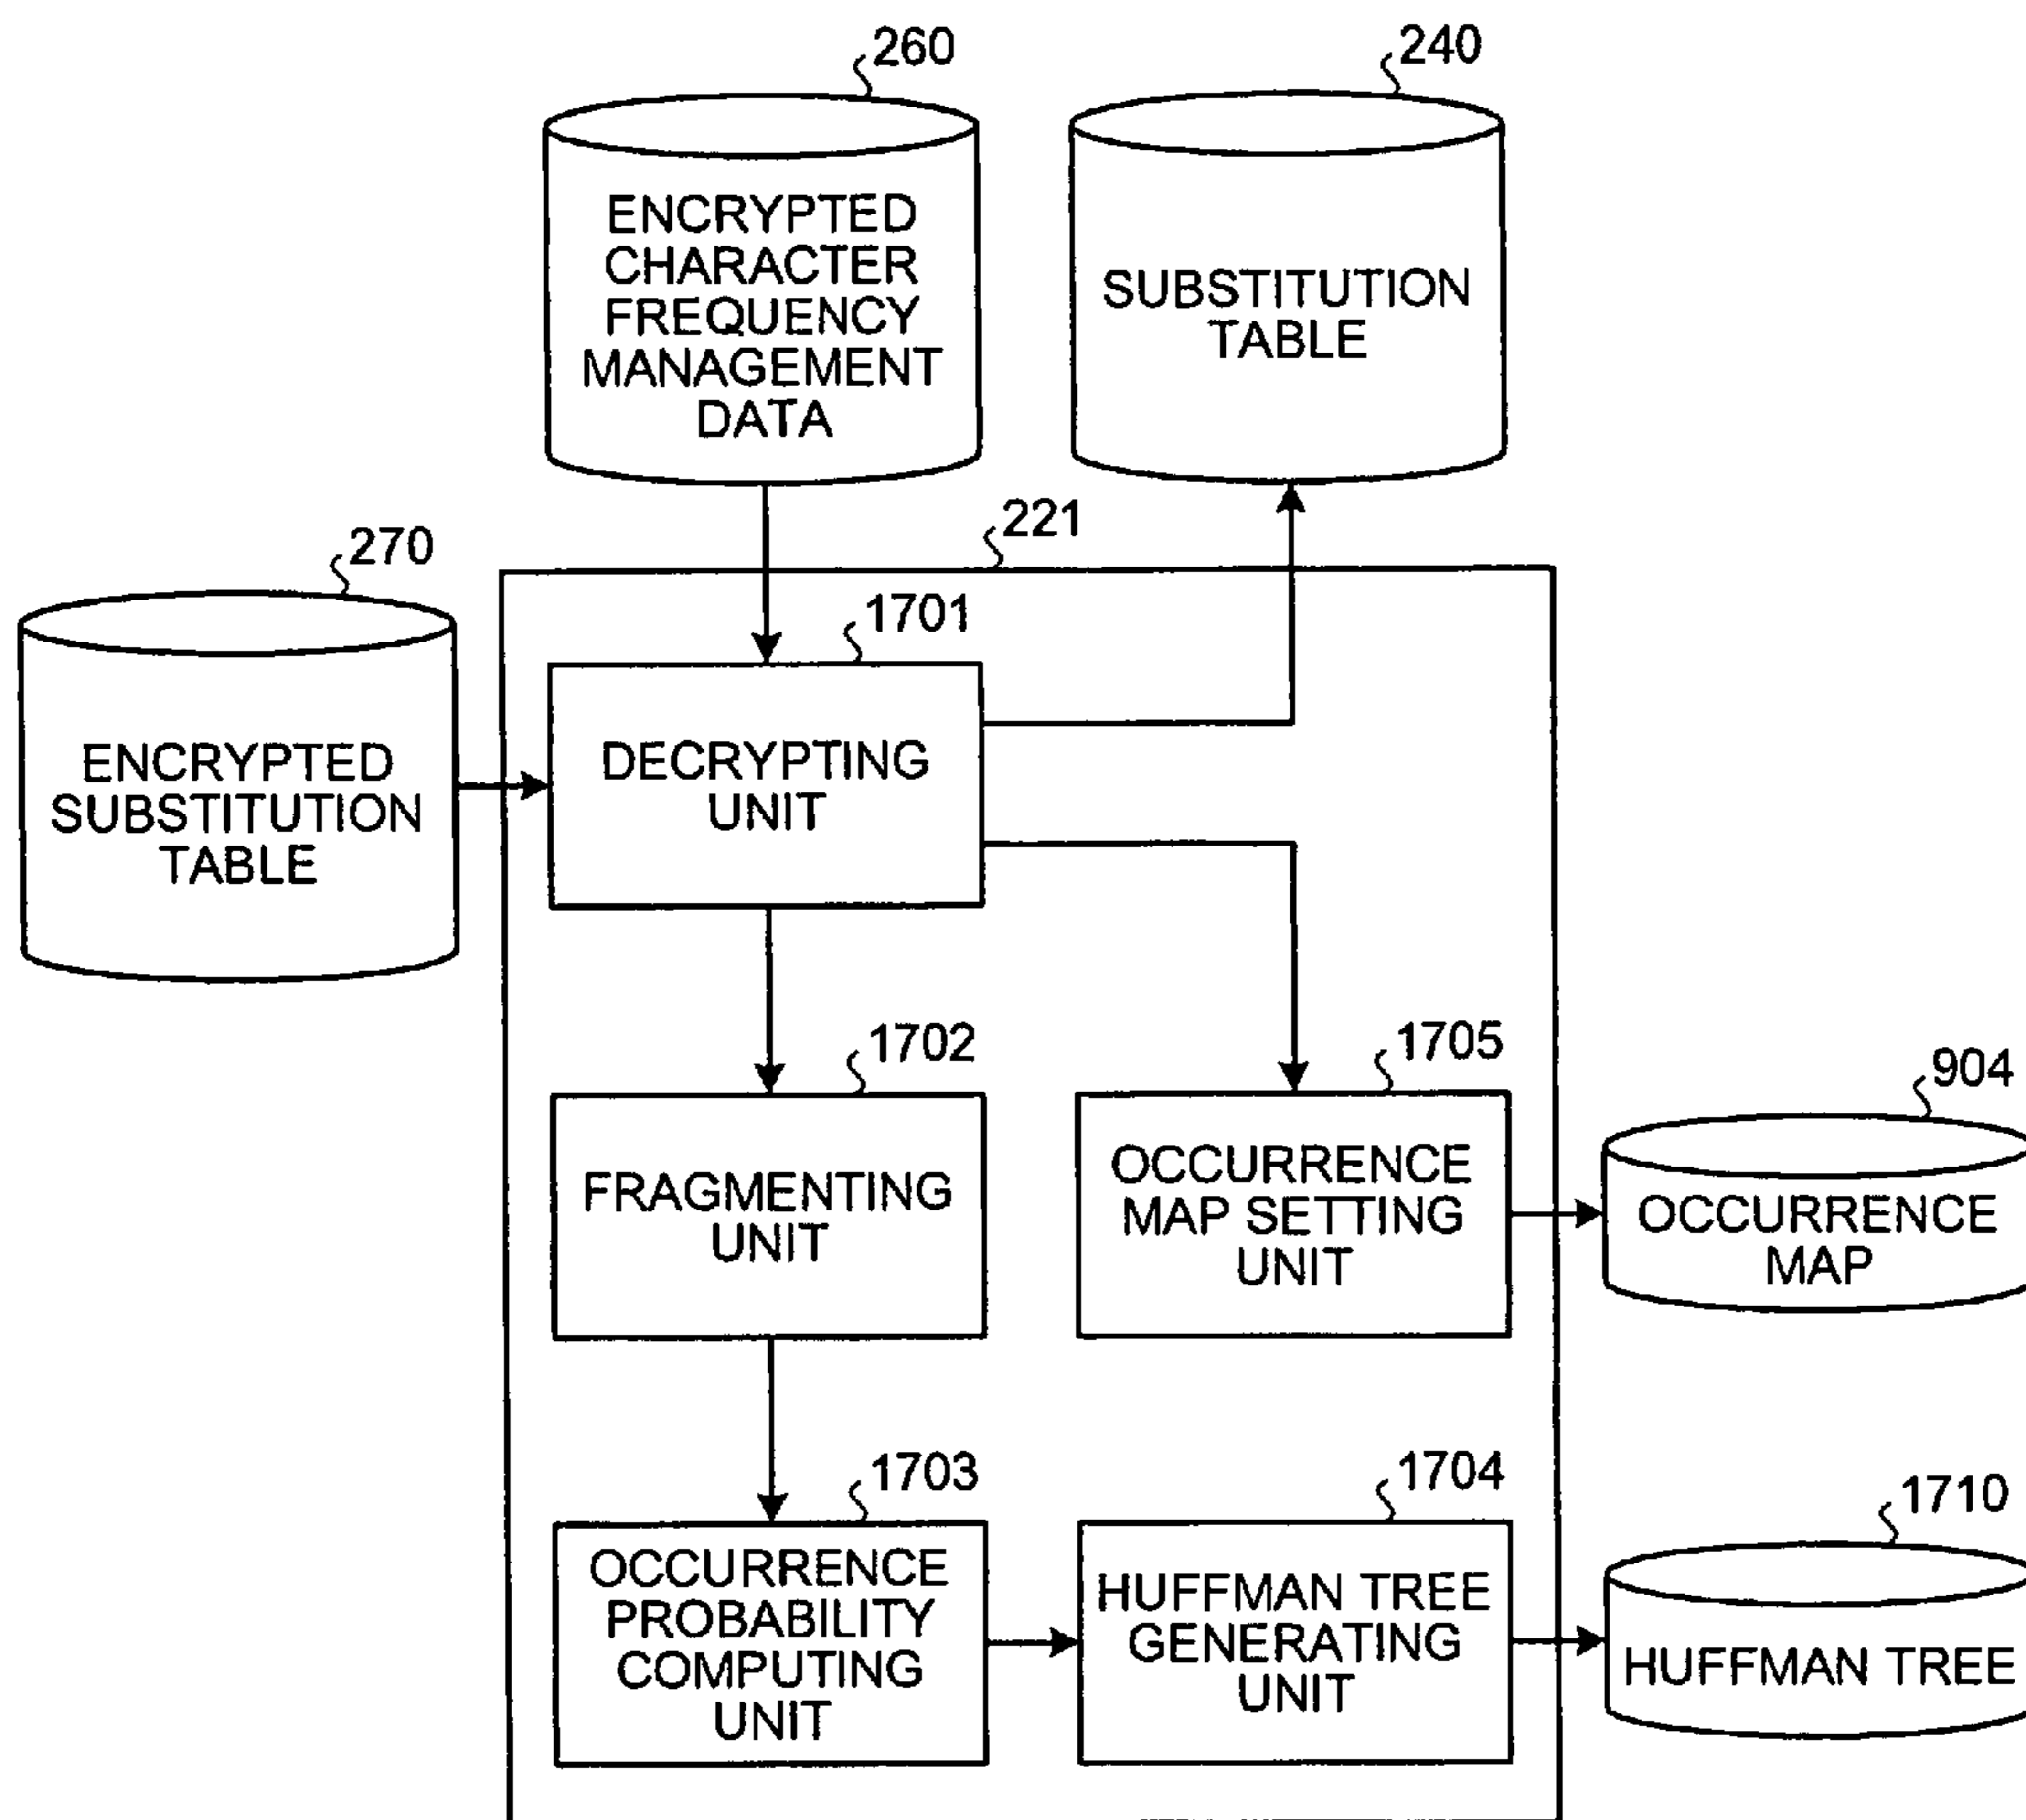 260
240
ENCRYPTED
CHARACTER
FREQUENCY
MANAGEMENT
DATA
SUBSTITUTION
TABLE
221
270
ENCRYPTED
SUBSTITUTION
TABLE
1701
DECRYPTING
UNIT
1702
FRAGMENTING
UNIT
1705
OCCURRENCE
MAP SETTING
UNIT
904
OCCURRENCE
MAP
1703
OCCURRENCE
PROBABILITY
COMPUTING
UNIT
1704
HUFFMAN TREE
GENERATING
UNIT
1710
HUFFMAN TREE